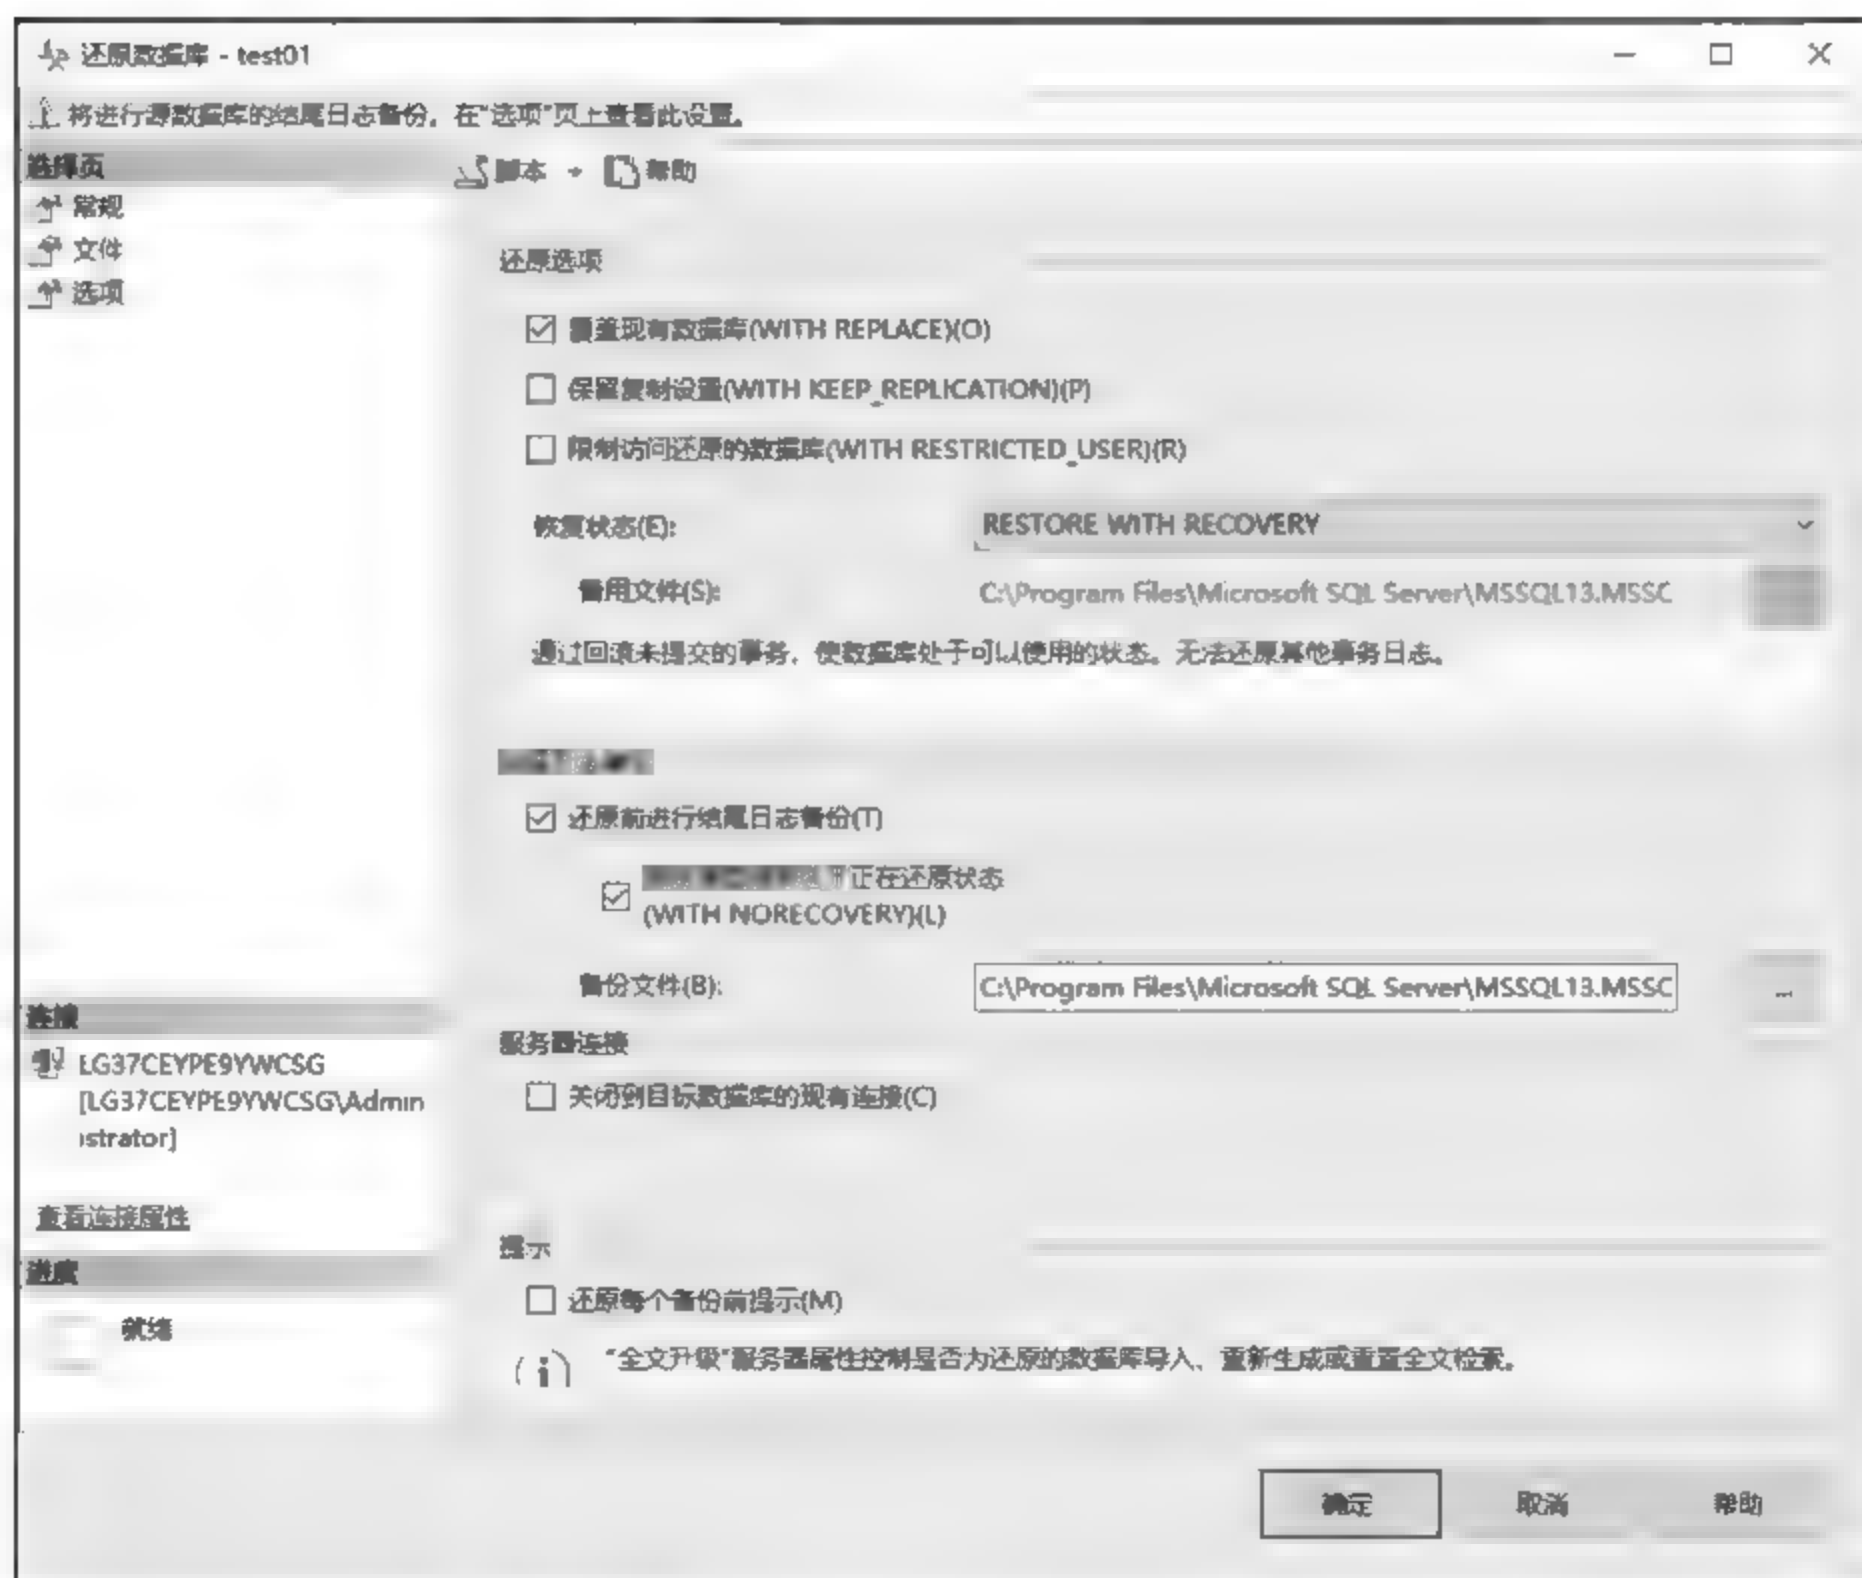 还原数据库 - test01
将进行源数据库的结尾日志备份。在"选项"页上查看此设置。
选择页
常规
文件
选项
脚本
帮助
还原选项
覆盖现有数据库(WITH REPLACE)(O)
保留复制设置(WITH KEEP_REPLICATION)(P)
限制访问还原的数据库(WITH RESTRICTED_USER)(R)
恢复状态(E):
RESTORE WITH RECOVERY
备用文件(S):
C:\Program Files\Microsoft SQL Server\MSSQL13.MSSC
通过回滚未提交的事务，使数据库处于可以使用的状态。无法还原其他事务日志。
还原前进行结尾日志备份(T)
正在还原状态
(WITH NORECOVERY)(L)
备份文件(B):
C:\Program Files\Microsoft SQL Server\MSSQL13.MSSC
...
服务器连接
关闭到目标数据库的现有连接(C)
连接
LG37CEYPE9YWCSG
[LG37CEYPE9YWCSG\Admin
istrator]
查看连接属性
进度
就绪
提示
还原每个备份前提示(M)
"全文升级"服务器属性控制是否为还原的数据库导入、重新生成或重置全文检索。
确定
取消
帮助